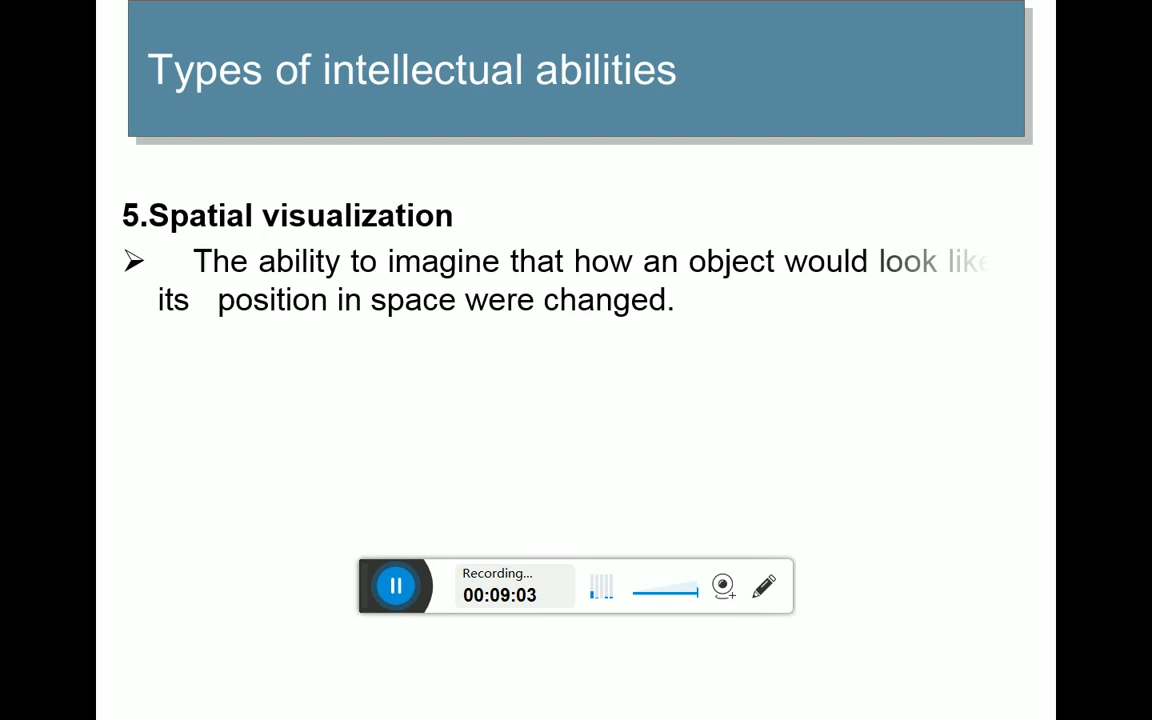 Types of intellectual abilities
5.Spatial visualization
➢ The ability to imagine that how an object would look like
its position in space were changed.
Recording...
00:09:03